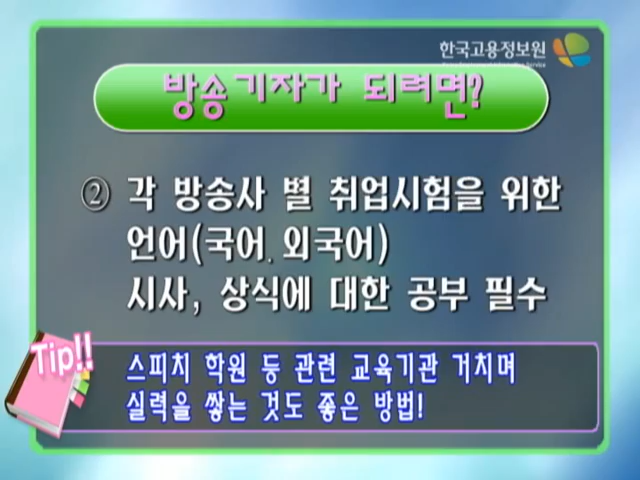 한국고용정보원
방송기자가 되려면?
② 각 방송사 별 취업시험을 위한
언어(국어, 외국어)
시사, 상식에 대한 공부 필수
Tip!!
스피치 학원 등 관련 교육기관 거치며
실력을 쌓는 것도 좋은 방법!